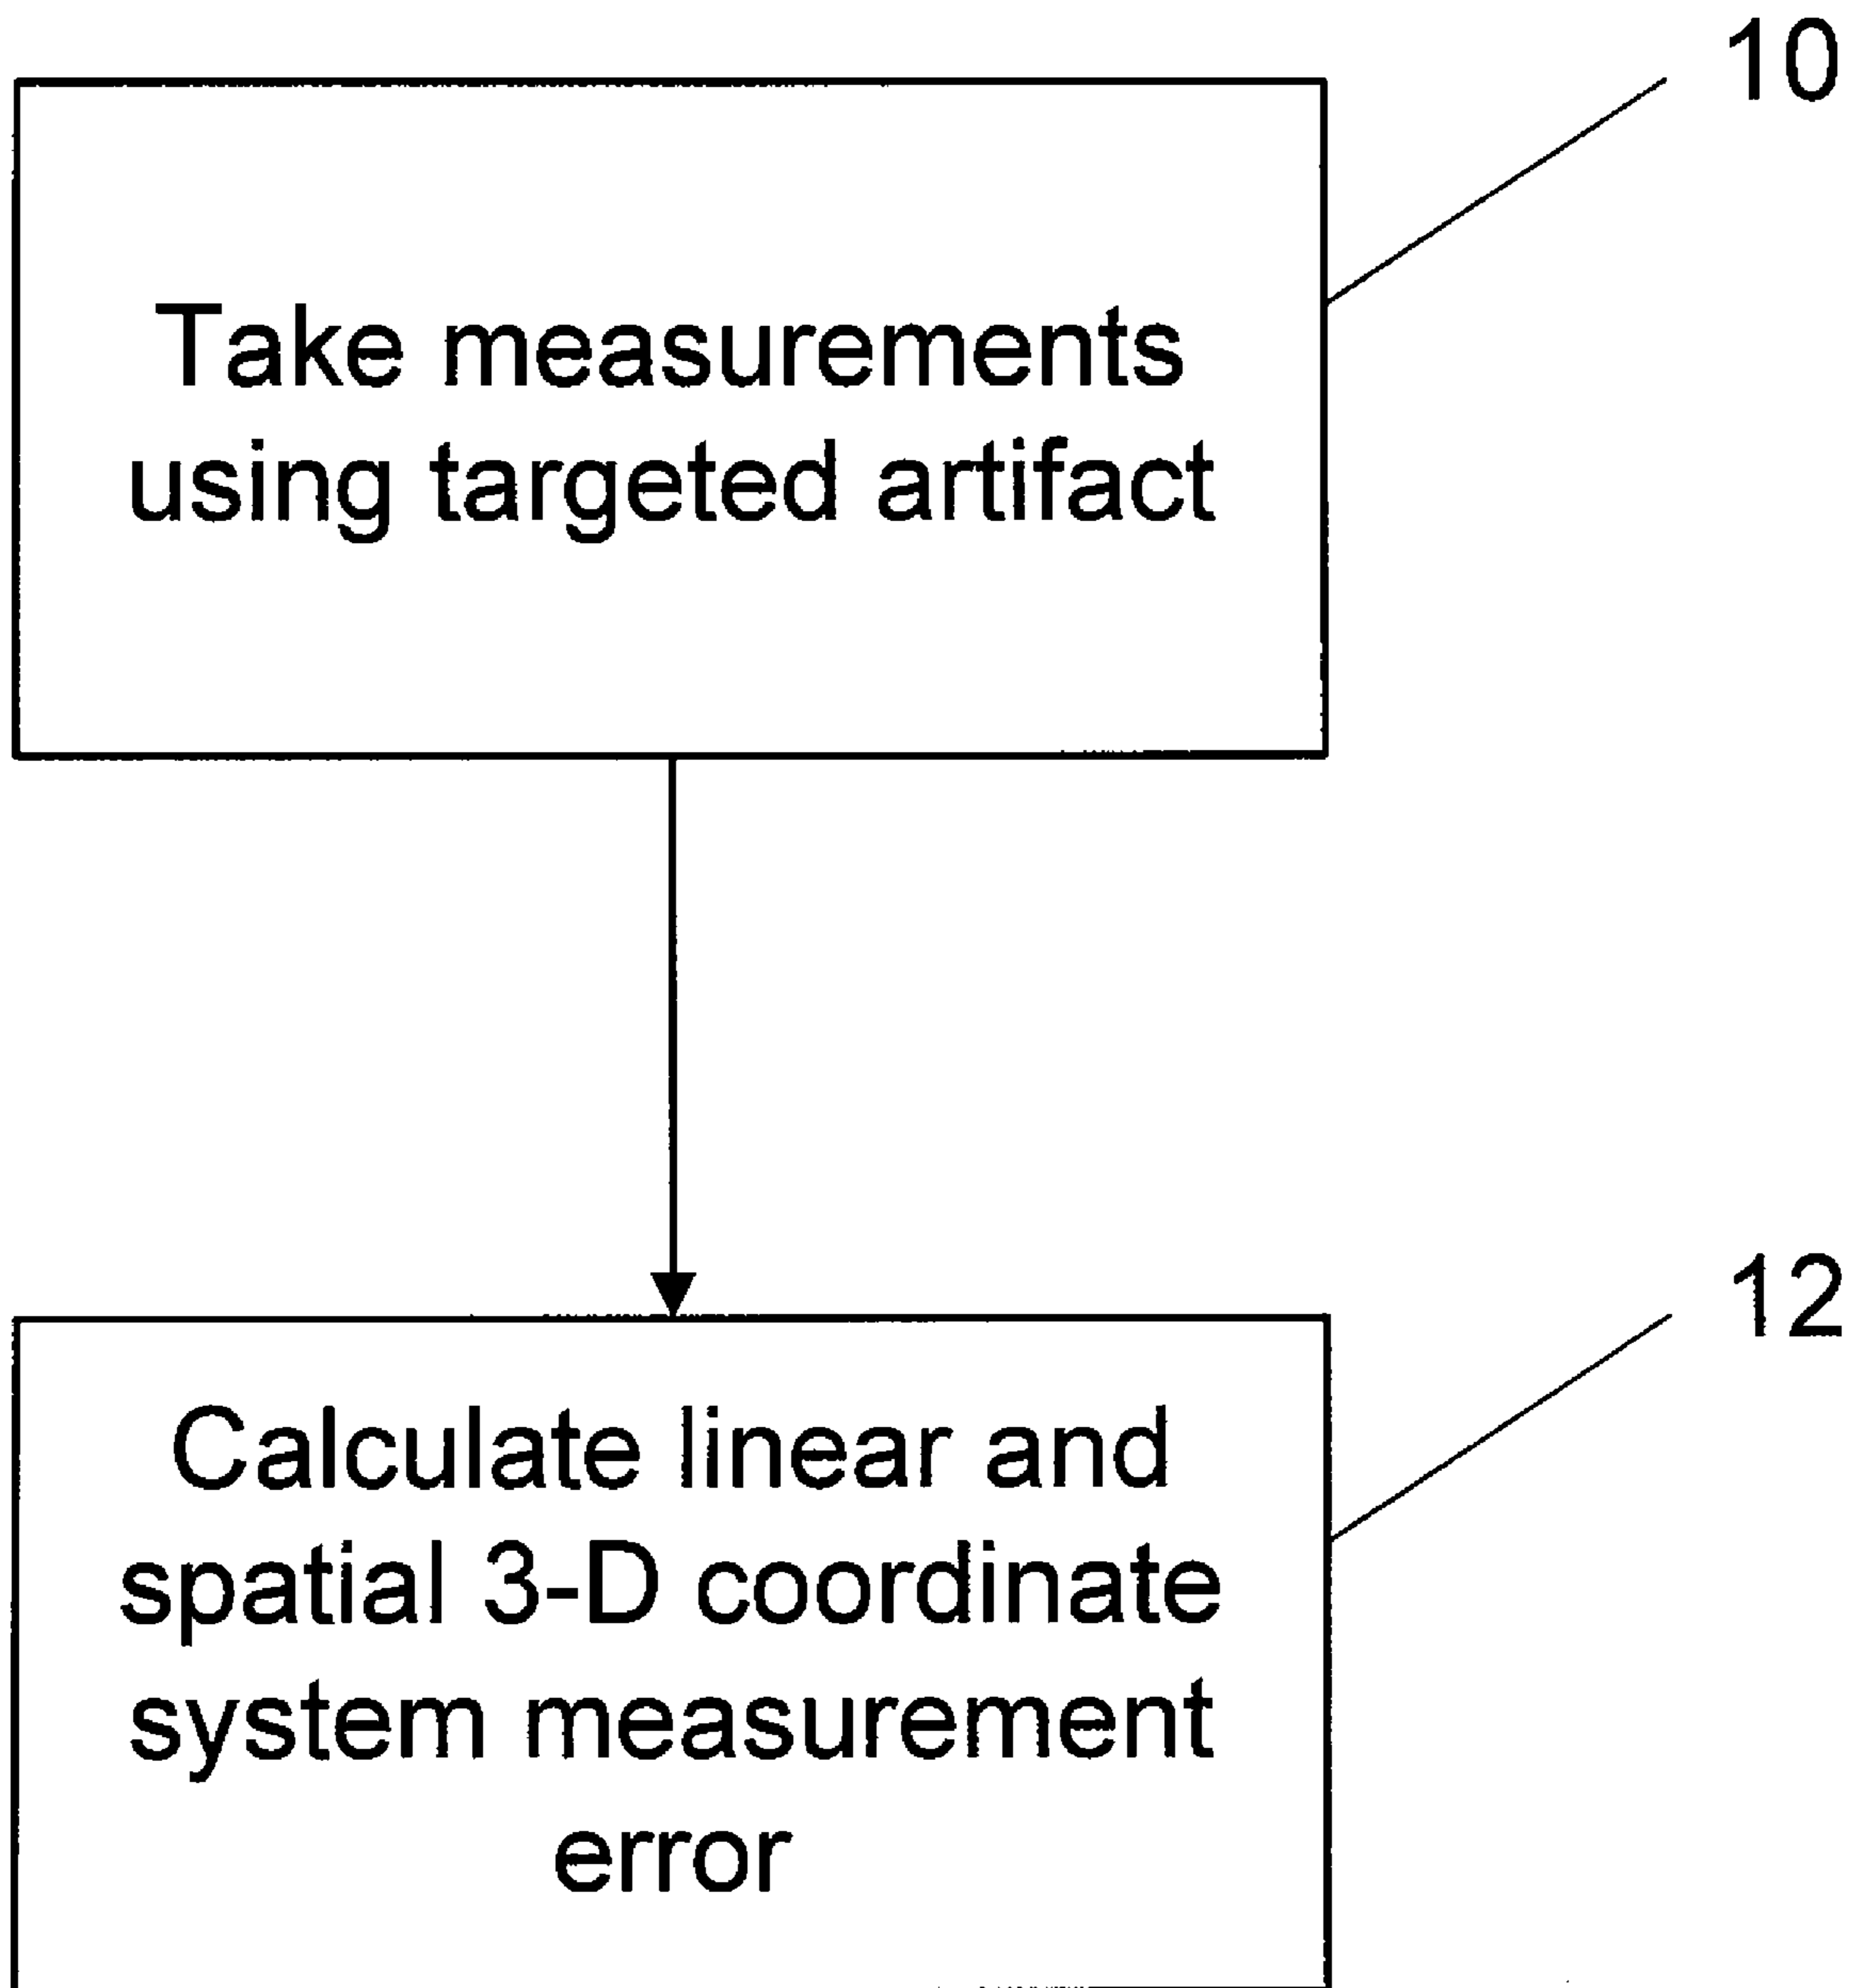 10
Take measurements
using targeted artifact
12
Calculate linear and
spatial 3-D coordinate
system measurement
error